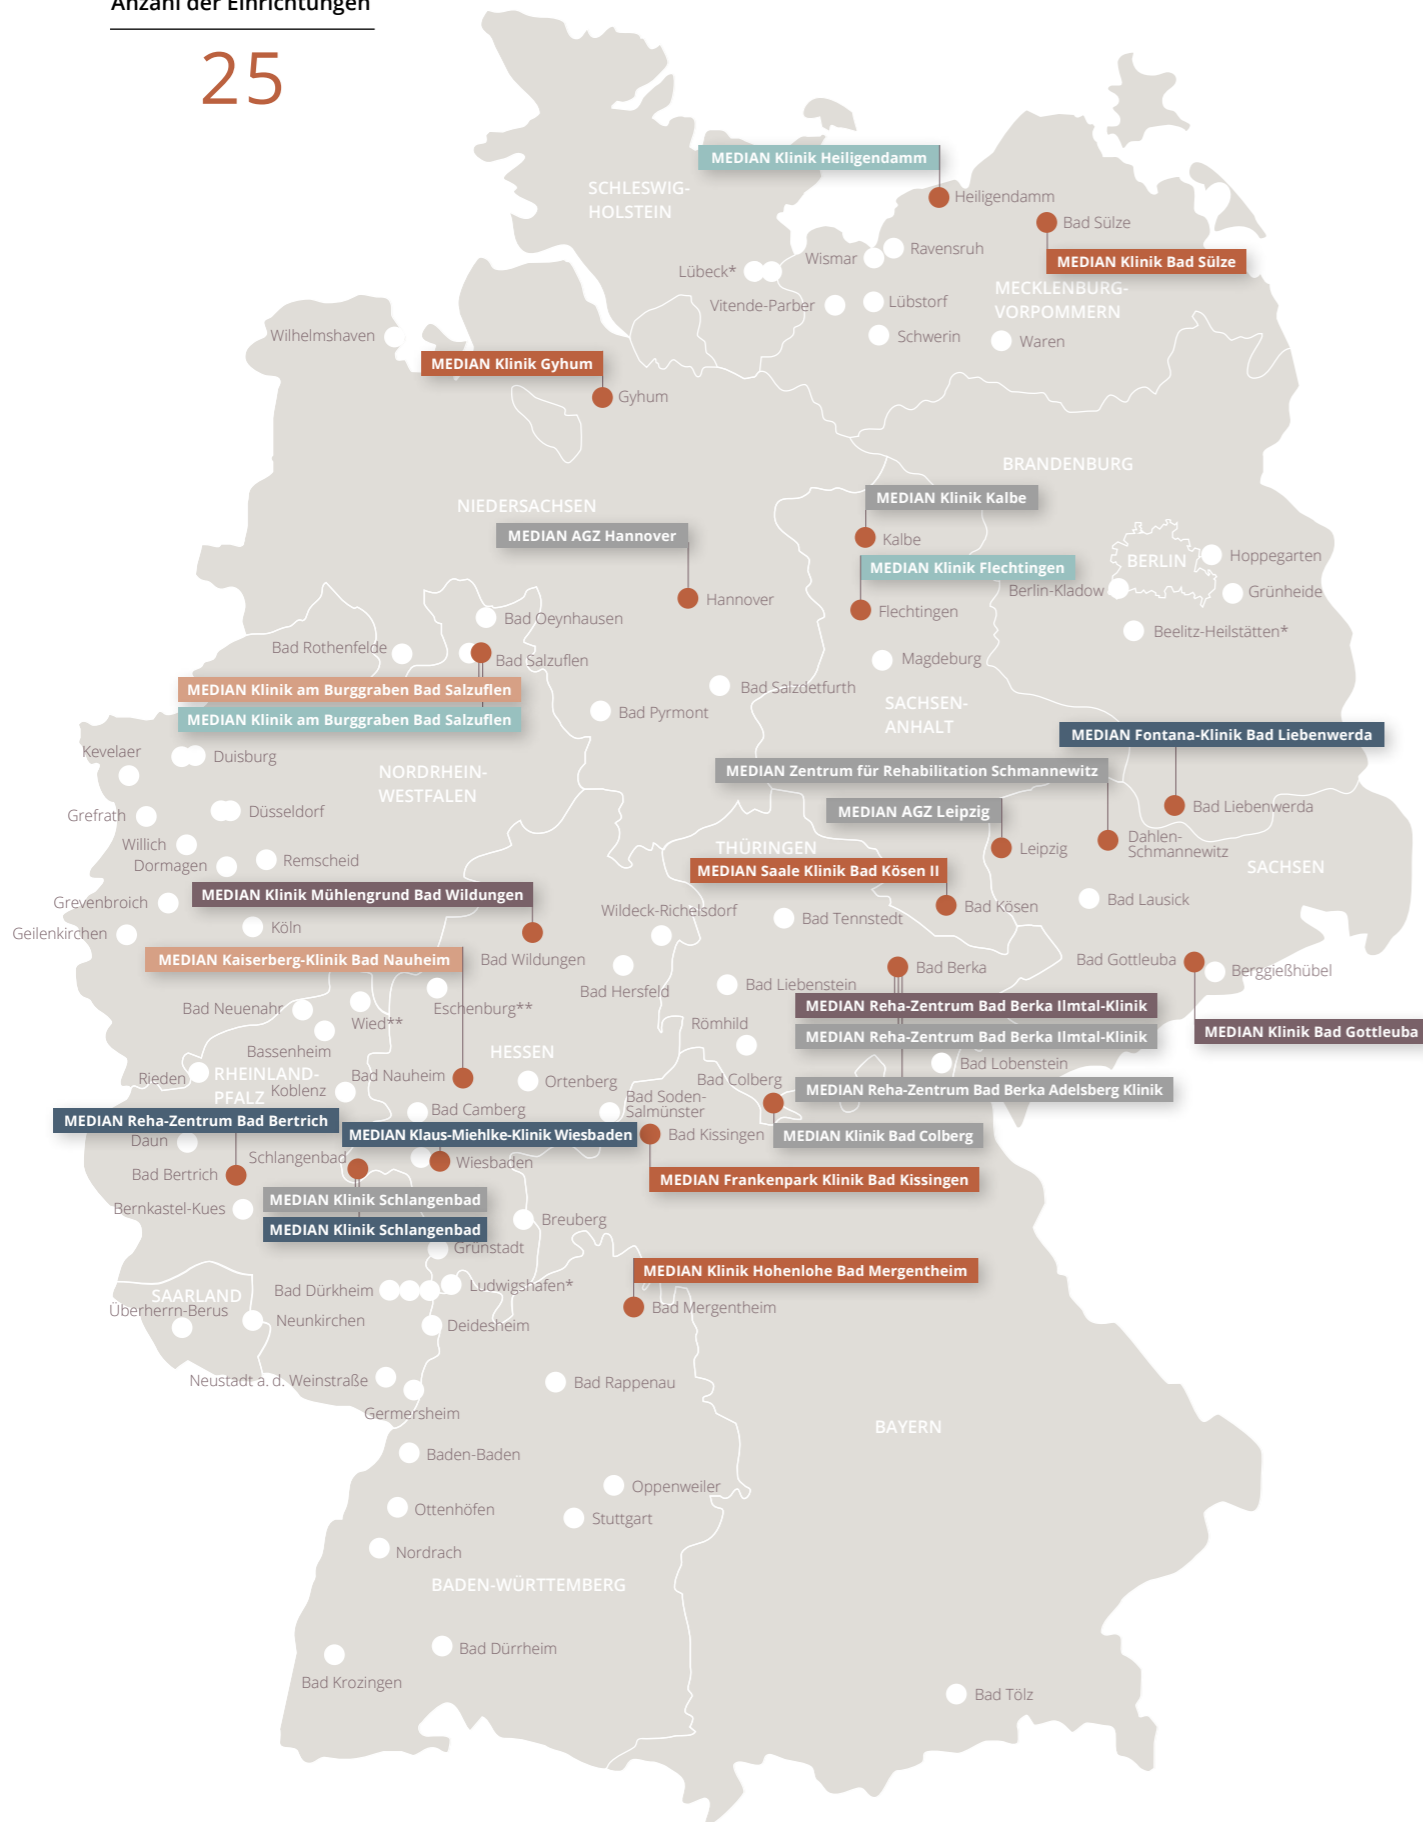 Anzahl der Einrichtungen
25
MEDIAN Klinik Heiligendamm
SCHLESWIG-
HOLSTEIN
Heiligendamm
Bad Sülze
Ravensruh
Wismar
MEDIAN Klinik Bad Sülze
Lübeck*
MECKLENBURG-
VORPOMMERN
Vitende-Parber
Lübstorf
Wilhelmshaven
Schwerin
Waren
MEDIAN Klinik Gyhum
Gyhum
BRANDENBURG
NIEDERSACHSEN
MEDIAN Klinik Kalbe
MEDIAN AGZ Hannover
Kalbe
Hoppegarten
BERLIN
MEDIAN Klinik Flechtingen
Berlin-Kladow
Grünheide
Hannover
Flechtingen
Bad Oeynhausen
Beelitz-Heilstätten*
Bad Rothenfelde
Bad Salzuflen
Magdeburg
MEDIAN Klinik am Burggraben Bad Salzuflen
Bad Salzdetfurth
SACHSEN-
ANHALT
Bad Pyrmont
MEDIAN Klinik am Burggraben Bad Salzuflen
MEDIAN Fontana-Klinik Bad Liebenwerda
Kevelaer
Duisburg
NORDRHEIN-
WESTFALEN
MEDIAN Zentrum für Rehabilitation Schmannewitz
Grefrath
Düsseldorf
MEDIAN AGZ Leipzig
Bad Liebenwerda
Willich
THÜRINGEN
Leipzig
Dahlen-
Schmannewitz
Dormagen
Remscheid
SACHSEN
MEDIAN Saale Klinik Bad Kösen II
MEDIAN Klinik Mühlengrund Bad Wildungen
Grevenbroich
Wildeck-Richelsdorf
Bad Tennstedt
Bad Kösen
Bad Lausick
Geilenkirchen
Köln
MEDIAN Kaiserberg-Klinik Bad Nauheim
Bad Wildungen
Bad Berka
Bad Gottleuba
Berggießhübel
Bad Hersfeld
Bad Liebenstein
Bad Neuenahr
Wied**
Eschenburg**
MEDIAN Reha-Zentrum Bad Berka Ilmtal-Klinik
Römhild
MEDIAN Klinik Bad Gottleuba
MEDIAN Reha-Zentrum Bad Berka Ilmtal-Klinik
Bassenheim
HESSEN
Bad Lobenstein
Rieden
RHEINLAND-
PFALZ
Koblenz
Bad Nauheim
Ortenberg
Bad Colberg
MEDIAN Reha-Zentrum Bad Berka Adelsberg Klinik
Bad Camberg
Bad Soden-
Salmünster
MEDIAN Reha-Zentrum Bad Bertrich
MEDIAN Klaus-Miehlke-Klinik Wiesbaden
Bad Kissingen
MEDIAN Klinik Bad Colberg
Daun
Schlangenbad
Wiesbaden
Bad Bertrich
MEDIAN Frankenpark Klinik Bad Kissingen
MEDIAN Klinik Schlangenbad
Bernkastel-Kues
MEDIAN Klinik Schlangenbad
Breuberg
Grünstadt
MEDIAN Klinik Hohenlohe Bad Mergentheim
SAARLAND
Bad Dürkheim
Ludwigshafen*
Überherrn-Berus
Neunkirchen
Bad Mergentheim
Deidesheim
Neustadt a. d. Weinstraße
Bad Rappenau
Germersheim
BAYERN
Baden-Baden
Oppenweiler
Ottenhöfen
Stuttgart
Nordrach
BADEN-WÜRTTEMBERG
Bad Dürrheim
Bad Krozingen
Bad Tölz